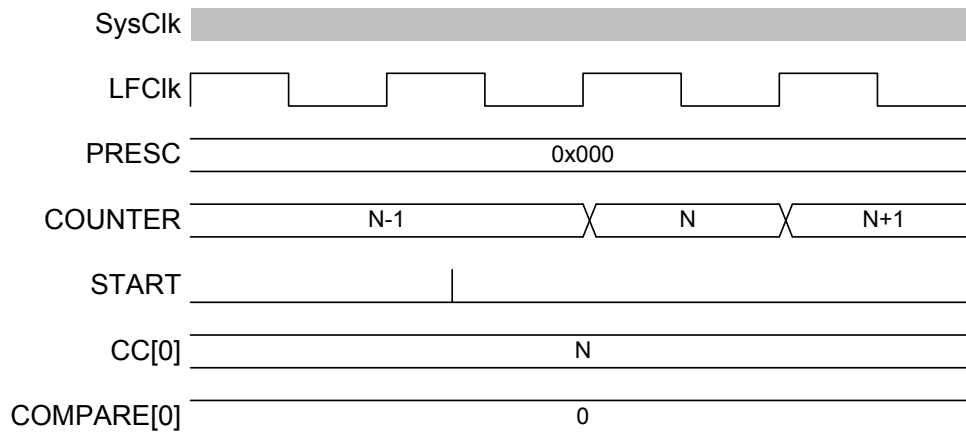 SysClk
LFClk
PRESC 0x000
COUNTER N-1 N N+1
START
CC[0] N
COMPARE[0] 0